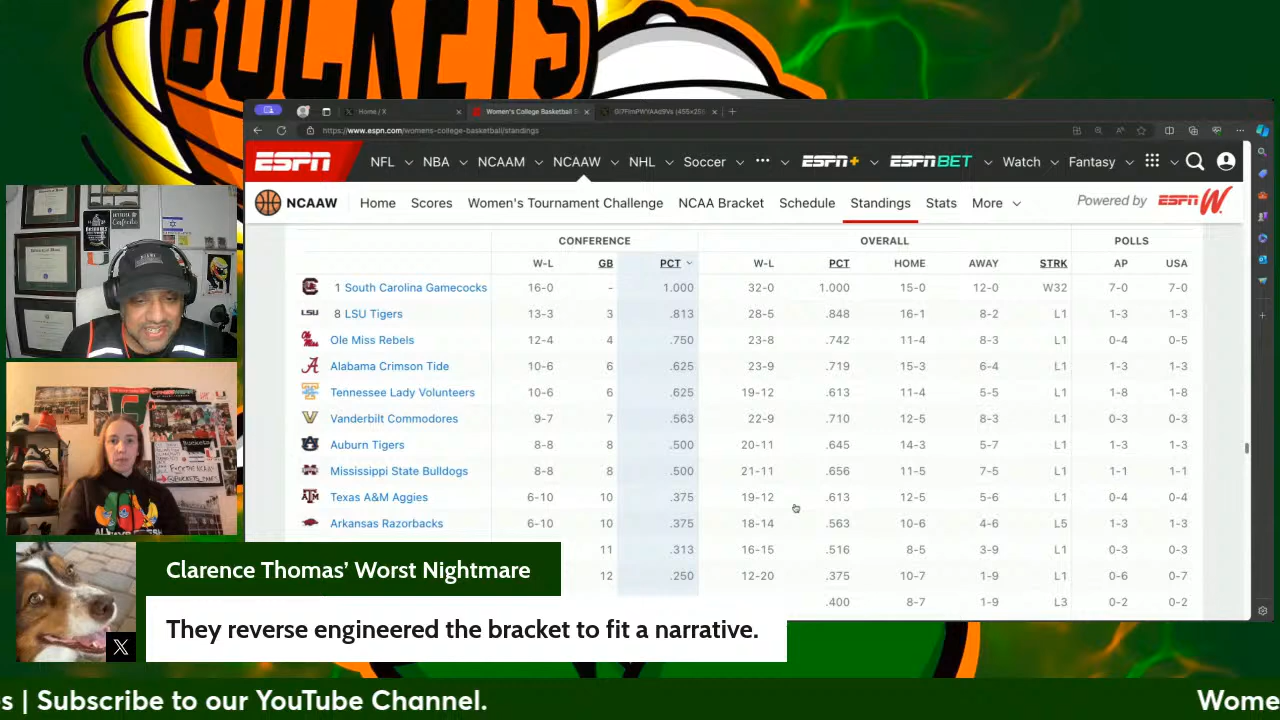 BUCKETS
Home / X
Women's College Basketball
https://www.espn.com/womens-college-basketball/standings
ESPN NFL NBA NCAAM NCAAW NHL Soccer ••• ESPN+ ESPN BET Watch Fantasy
NCAAW Home Scores Women's Tournament Challenge NCAA Bracket Schedule Standings Stats More Powered by ESPNW
CONFERENCE OVERALL POLLS
W-L GB PCT W-L PCT HOME AWAY STRK AP USA
1 South Carolina Gamecocks 16-0 - 1.000 32-0 1.000 15-0 12-0 W32 7-0 7-0
LSU 8 LSU Tigers 13-3 3 .813 28-5 .848 16-1 8-2 L1 1-3 1-3
Ole Miss Ole Miss Rebels 12-4 4 .750 23-8 .742 11-4 8-3 L1 0-4 0-5
Alabama Crimson Tide 10-6 6 .625 23-9 .719 15-3 6-4 L1 1-3 1-3
Tennessee Lady Volunteers 10-6 6 .625 19-12 .613 11-4 5-5 L1 1-8 1-8
Vanderbilt Commodores 9-7 7 .563 22-9 .710 12-5 8-3 L1 0-3 0-3
Auburn Tigers 8-8 8 .500 20-11 .645 14-3 5-7 L1 1-3 1-3
Mississippi State Bulldogs 8-8 8 .500 21-11 .656 11-5 7-5 L1 1-1 1-1
Texas A&M Aggies 6-10 10 .375 19-12 .613 12-5 5-6 L1 0-4 0-4
Arkansas Razorbacks 6-10 10 .375 18-14 .563 10-6 4-6 L5 1-3 1-3
11 .313 16-15 .516 8-5 3-9 L1 0-3 0-3
12 .250 12-20 .375 10-7 1-9 L1 0-6 0-7
.400 8-7 1-9 L3 0-2 0-2
Clarence Thomas' Worst Nightmare
They reverse engineered the bracket to fit a narrative.
s | Subscribe to our YouTube Channel.
Wome